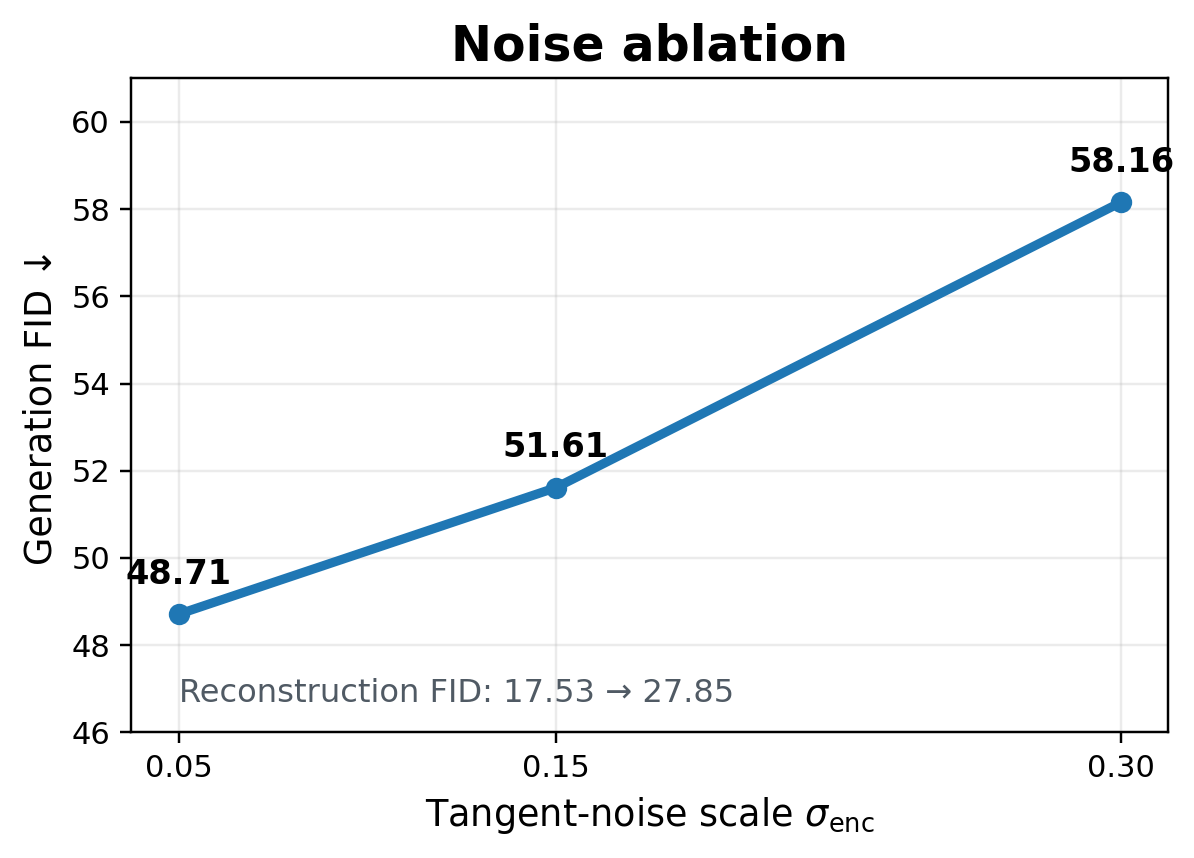 Noise ablation
Generation FID ↓
60
58
56
54
52
50
48
46
58.16
51.61
48.71
Reconstruction FID: 17.53 → 27.85
0.05 0.15 0.30
Tangent-noise scale σenc